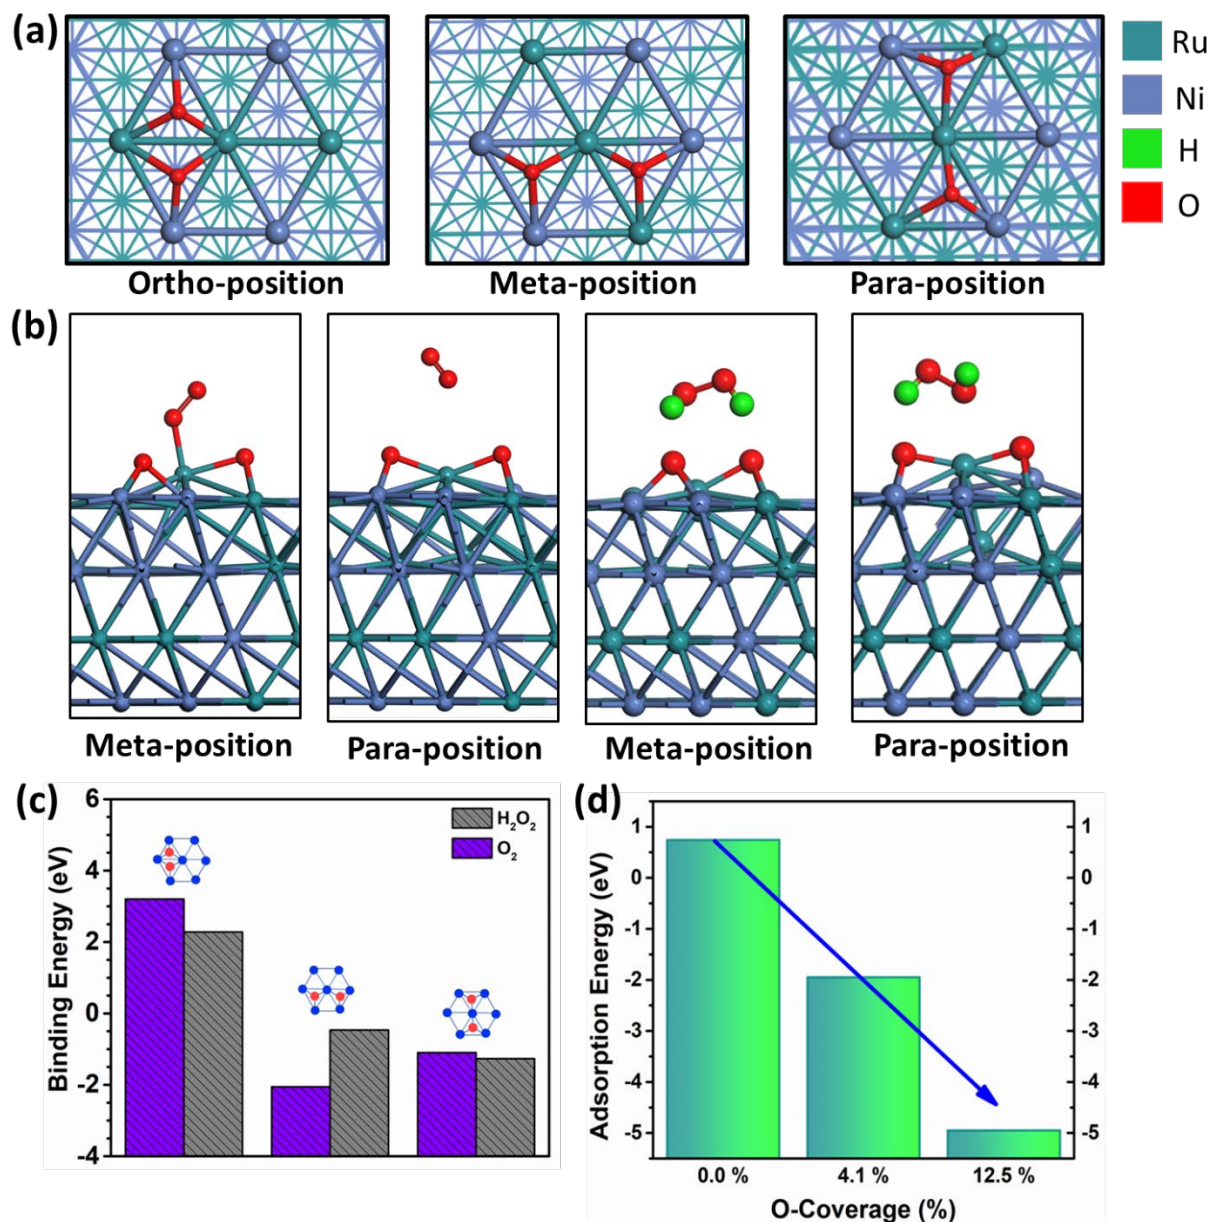 (a)
Ortho-position
Meta-position
Para-position
Ru
Ni
H
O
(b)
Meta-position
Para-position
Meta-position
Para-position
(c)
6
4
2
0
-2
-4
Binding Energy (eV)
H₂O₂
O₂
(d)
1
0
-1
-2
-3
-4
-5
Adsorption Energy (eV)
1
0
-1
-2
-3
-4
-5
0.0 %
4.1 %
12.5 %
O-Coverage (%)